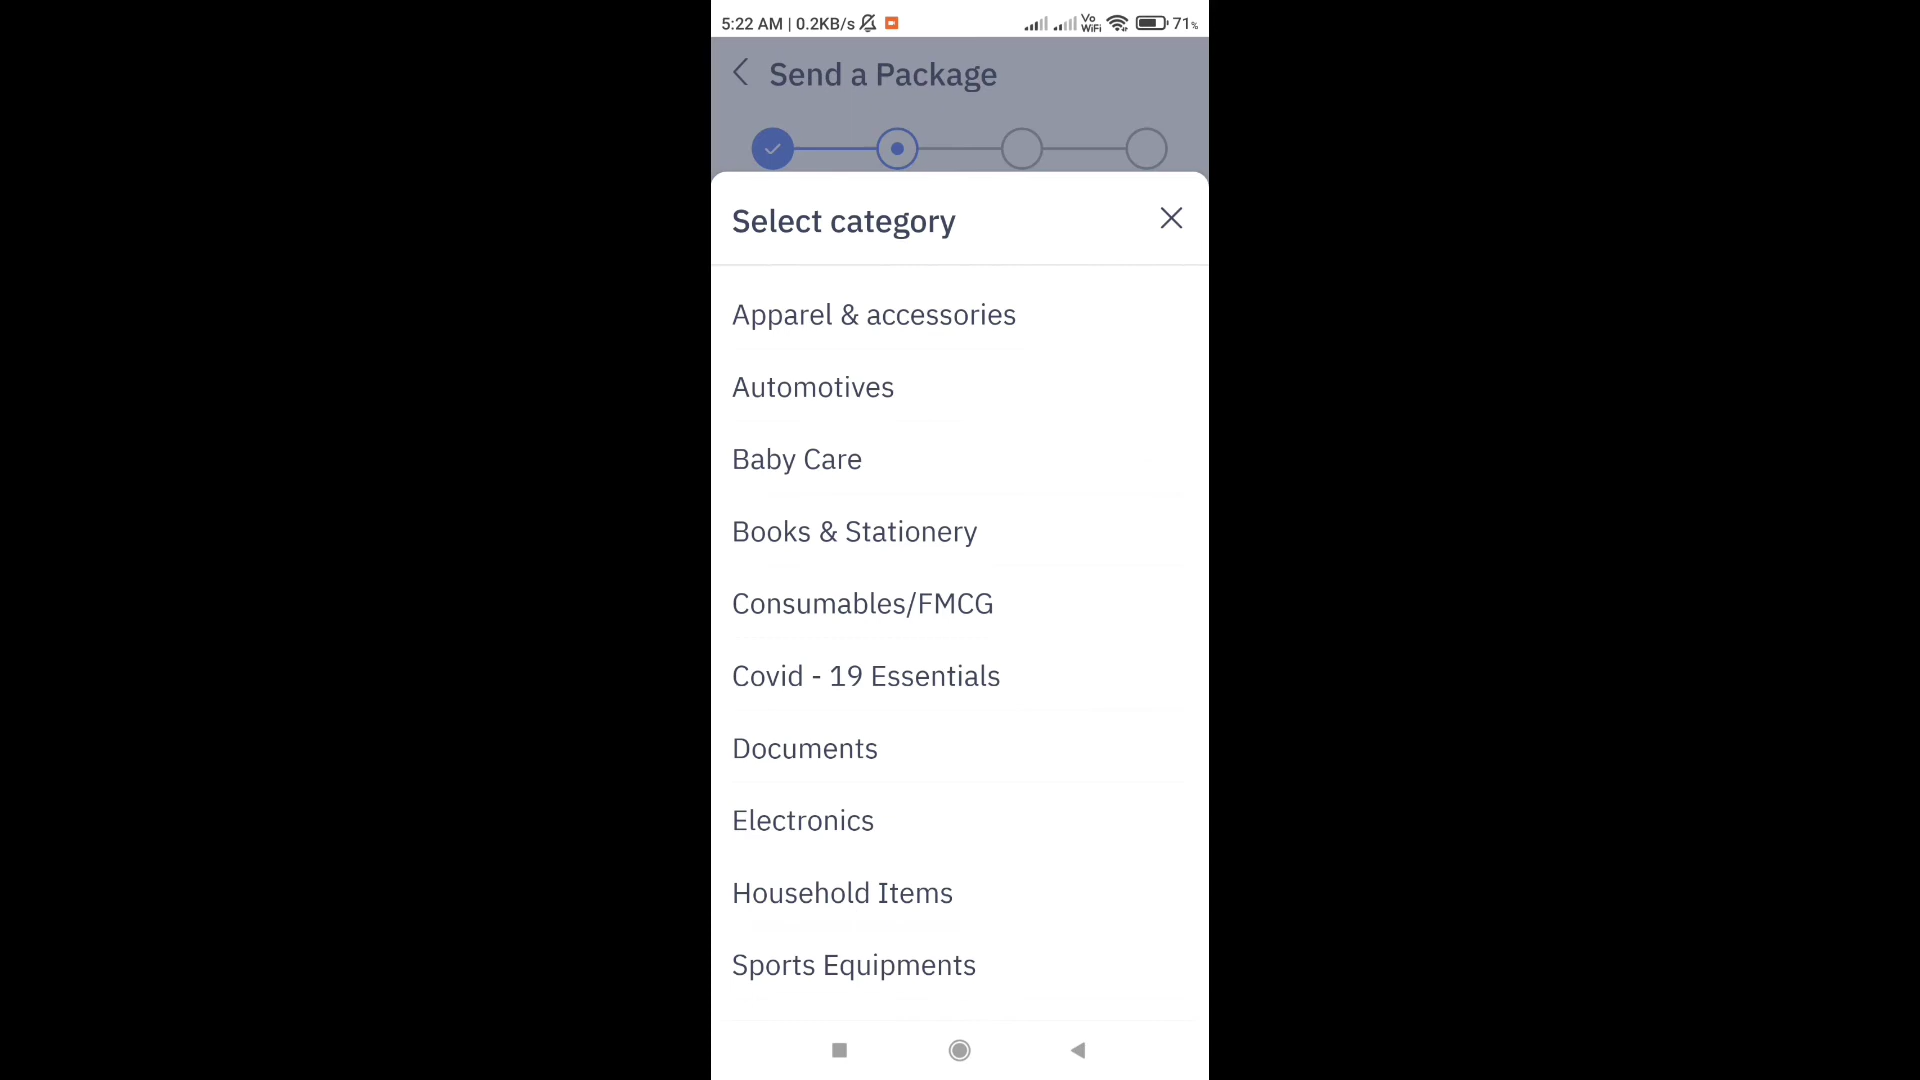 5:22 AM | 0.2KB/s Vo WiFi 71%
Send a Package
Select category
Apparel & accessories
Automotives
Baby Care
Books & Stationery
Consumables/FMCG
Covid - 19 Essentials
Documents
Electronics
Household Items
Sports Equipments